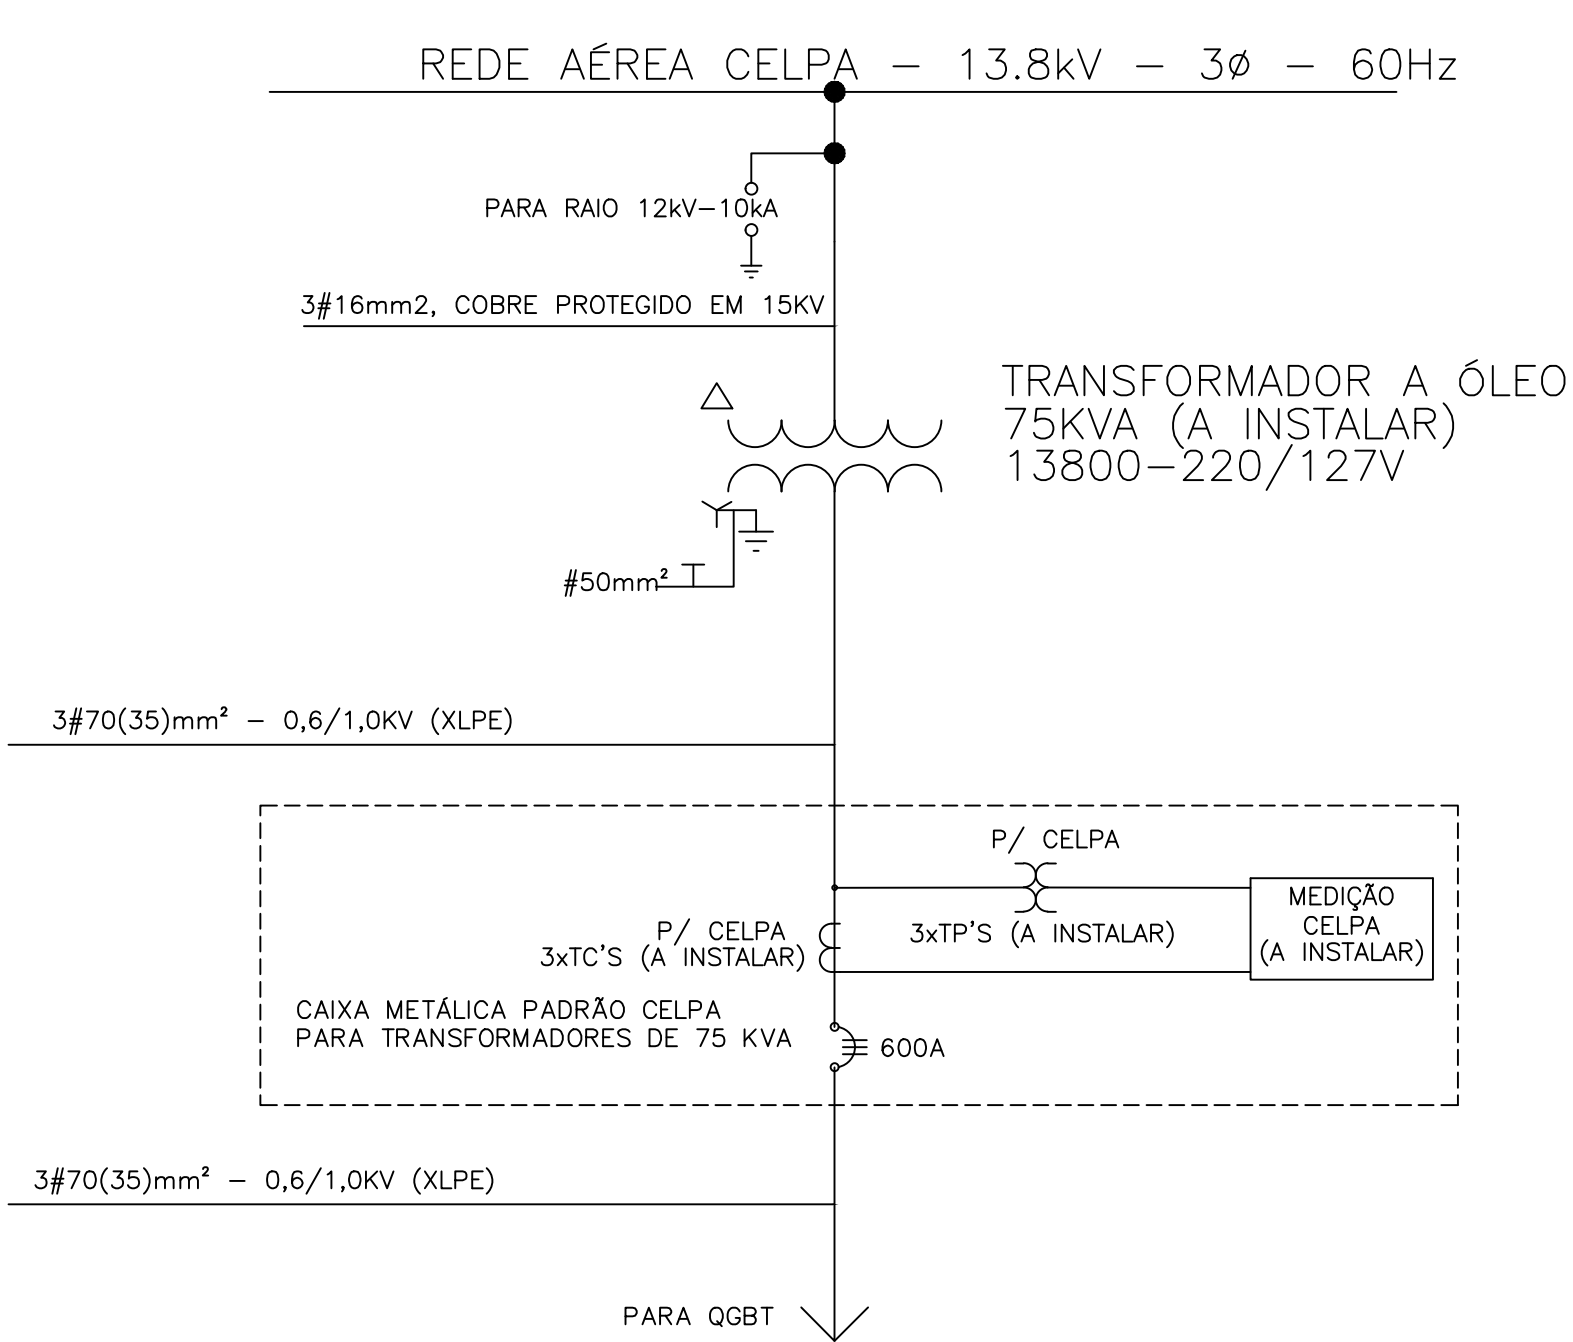 REDE AÉREA CELPA – 13.8kV – 3ø – 60Hz
PARA RAIO 12kV–10kA
3#16mm2, COBRE PROTEGIDO EM 15KV
TRANSFORMADOR A ÓLEO
75KVA (A INSTALAR)
13800–220/127V
#50mm²
3#70(35)mm² – 0,6/1,0KV (XLPE)
P/ CELPA
3xTP'S (A INSTALAR)
MEDIÇÃO
CELPA
(A INSTALAR)
P/ CELPA
3xTC'S (A INSTALAR)
CAIXA METÁLICA PADRÃO CELPA
PARA TRANSFORMADORES DE 75 KVA
600A
3#70(35)mm² – 0,6/1,0KV (XLPE)
PARA QGBT